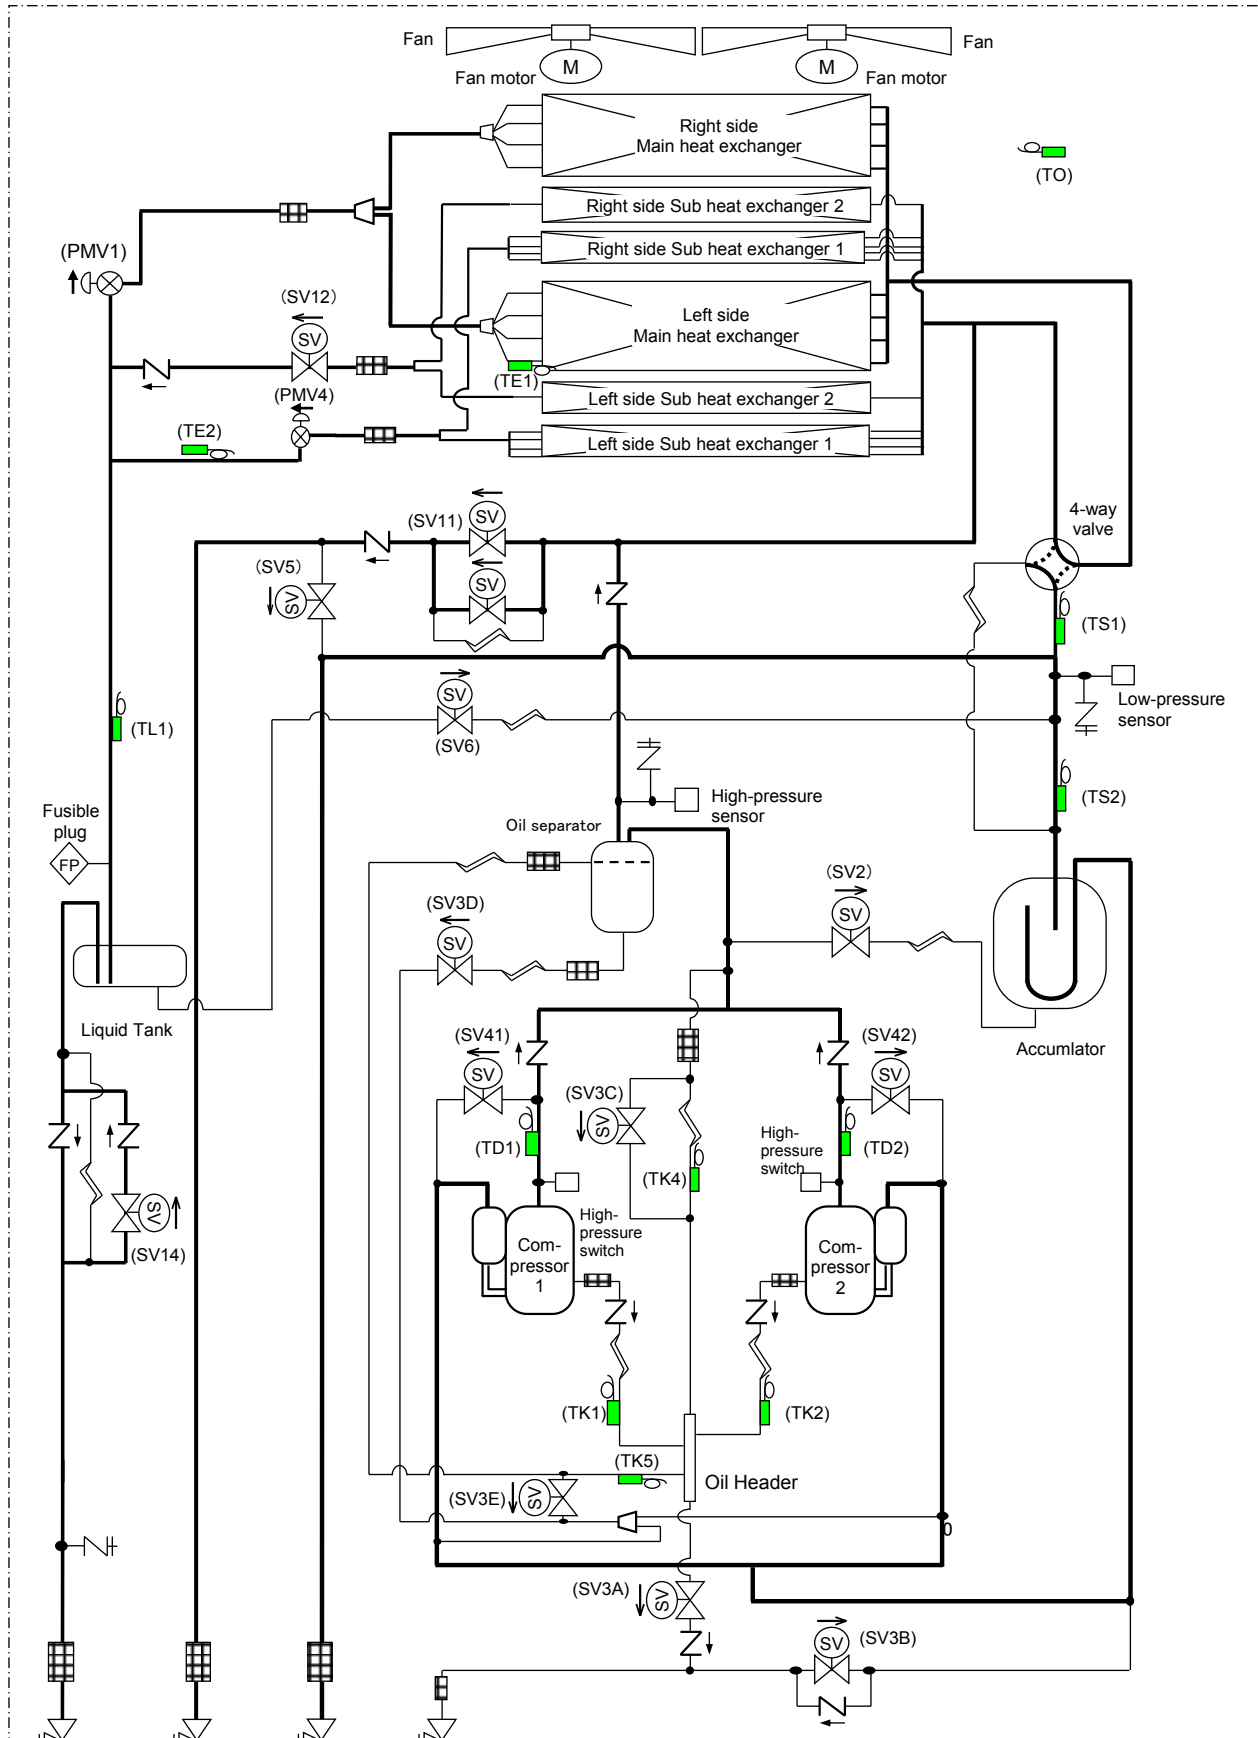 Fan
Fan
M
M
Fan motor
Fan motor
Right side
Main heat exchanger
(TO)
Right side Sub heat exchanger 2
Right side Sub heat exchanger 1
(PMV1)
(SV12)
SV
Left side
Main heat exchanger
(TE1)
(PMV4)
Left side Sub heat exchanger 2
(TE2)
Left side Sub heat exchanger 1
4-way
valve
(SV11)
SV
(SV5)
SV
SV
(TS1)
(SV6)
SV
Low-pressure
sensor
(TL1)
High-pressure
sensor
(TS2)
Fusible
plug
FP
Oil separator
(SV2)
SV
(SV3D)
SV
Liquid Tank
Accumlator
(SV41)
SV
(SV42)
SV
(SV3C)
SV
(TD1)
High-
pressure
switch
(TD2)
(TK4)
SV
(SV14)
High-
pressure
switch
Com-
pressor
1
Com-
pressor
2
(TK1)
(TK2)
(TK5)
Oil Header
(SV3E)
SV
(SV3A)
SV
SV
(SV3B)